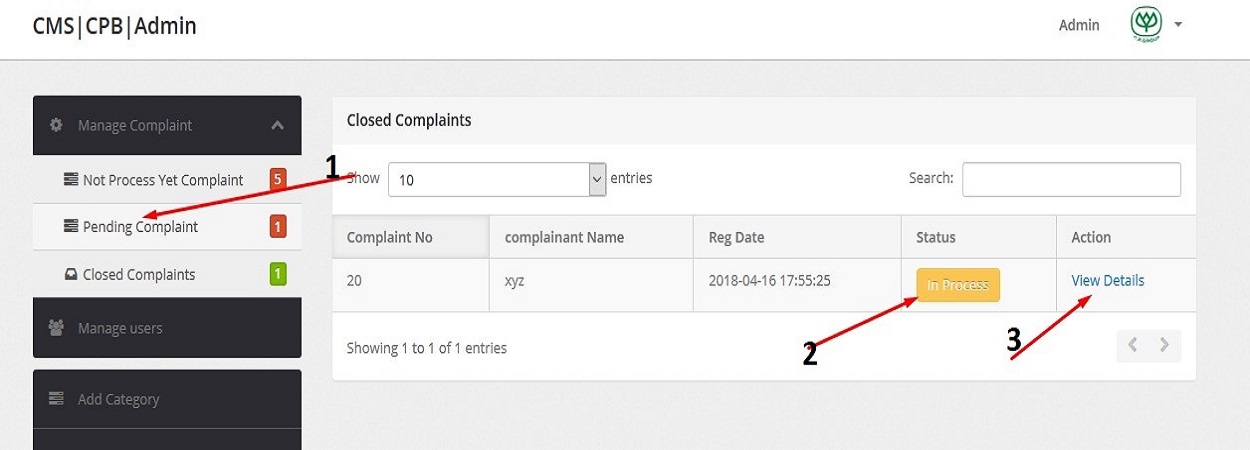 CMS|CPB|Admin
Admin
Manage Complaint
Not Process Yet Complaint 5
Pending Complaint 1
Closed Complaints 1
Manage users
Add Category
Closed Complaints
1
Show 10 entries
Search:
Complaint No complainant Name Reg Date Status Action
20 xyz 2018-04-16 17:55:25 In Process View Details
2
3
Showing 1 to 1 of 1 entries